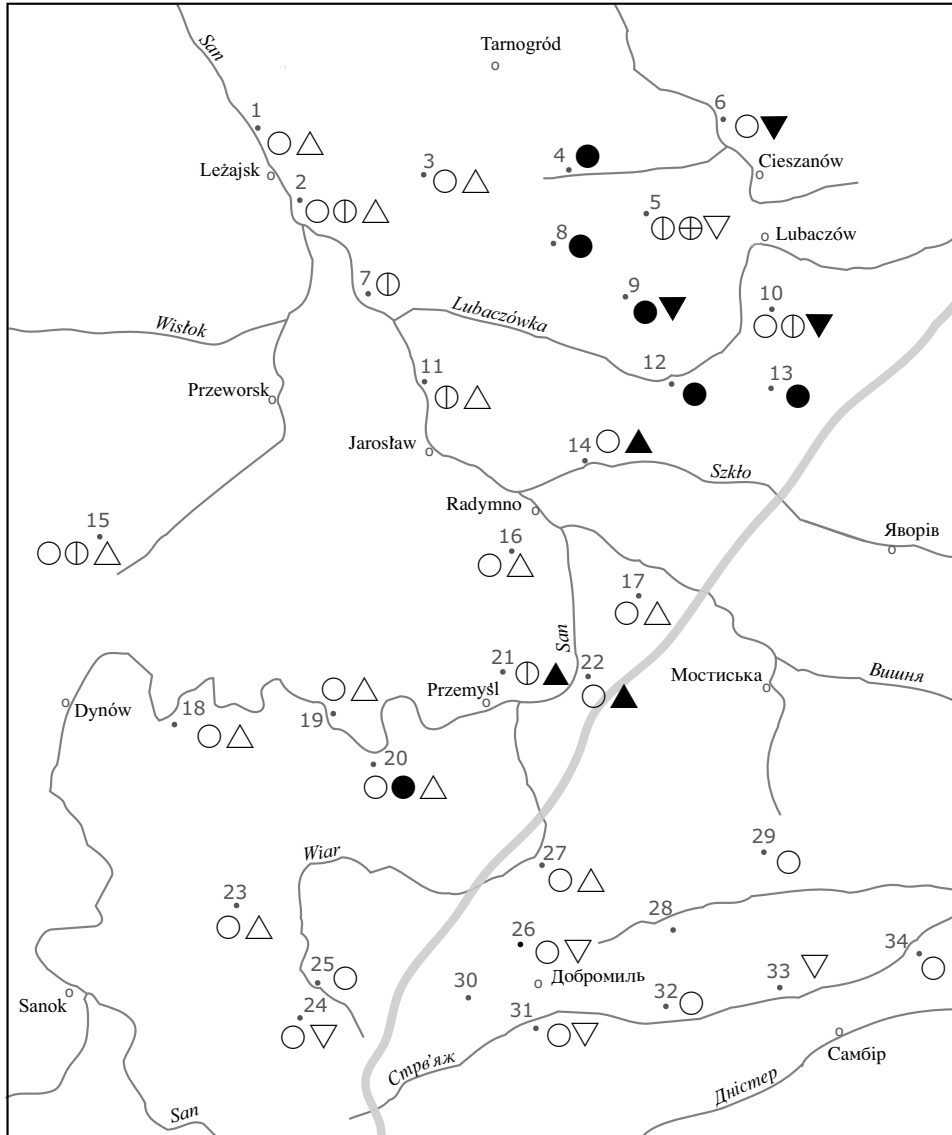 San
Tarnogród
1
6
Leżajsk
3
4
Cieszanów
2
5
8
Lubaczów
7
9
10
Wisłok
Lubaczówka
11
12
13
Przeworsk
Jarosław
14
Szkło
Radymno
15
16
Яворів
17
San
21
22
Przemyśl
Мостиська
Вишня
Dynów
18
19
20
Wiar
27
29
23
26
28
25
30
Добромиль
33
34
Sanok
24
31
32
Стрв’яж
Самбір
San
Дністер